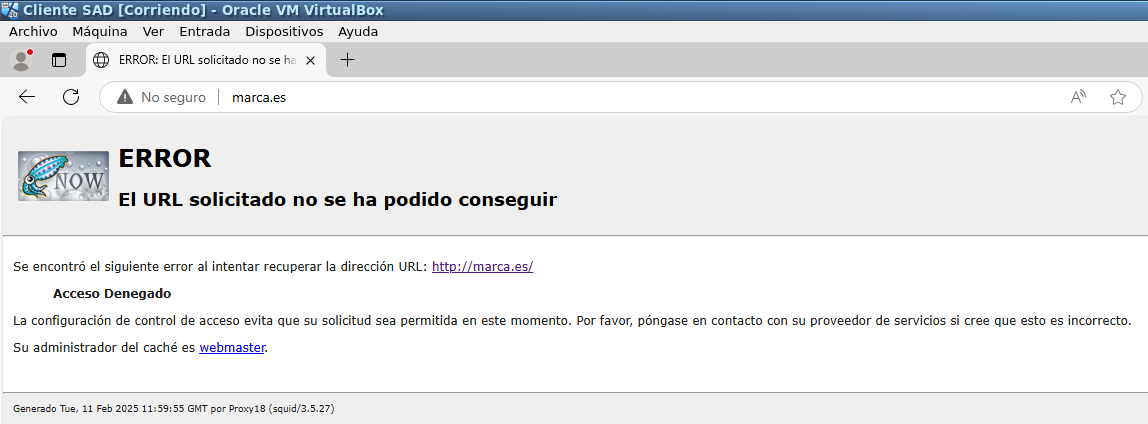 Cliente SAD [Corriendo] - Oracle VM VirtualBox
Archivo Máquina Ver Entrada Dispositivos Ayuda
ERROR: El URL solicitado no se ha
No seguro marca.es
NOW
ERROR
El URL solicitado no se ha podido conseguir
Se encontró el siguiente error al intentar recuperar la dirección URL: http://marca.es/
Acceso Denegado
La configuración de control de acceso evita que su solicitud sea permitida en este momento. Por favor, póngase en contacto con su proveedor de servicios si cree que esto es incorrecto.
Su administrador del caché es webmaster.
Generado Tue, 11 Feb 2025 11:59:55 GMT por Proxy18 (squid/3.5.27)